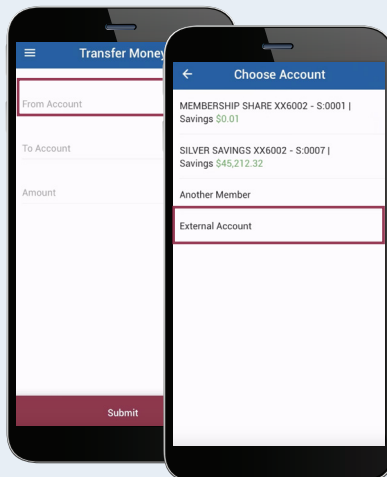 Transfer Money
From Account
To Account
Amount
Submit
Choose Account
MEMBERSHIP SHARE XX6002 - S:0001 |
Savings $0.01
SILVER SAVINGS XX6002 - S:0007 |
Savings $45,212.32
Another Member
External Account